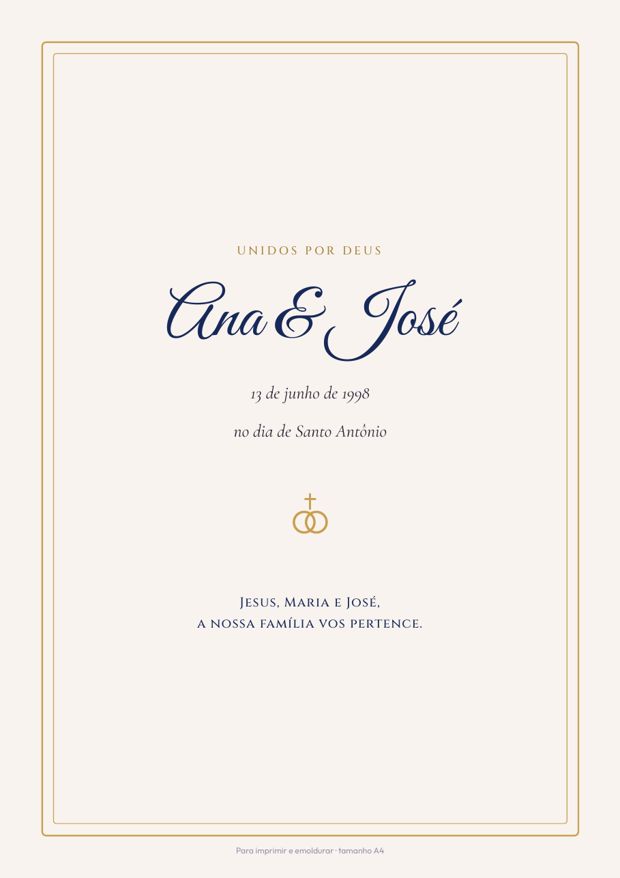 UNIDOS POR DEUS
Ana & José
13 de junho de 1998
no dia de Santo Antônio
Jesus, Maria e José,
a nossa família vos pertence.
Para imprimir e emoldurar · tamanho A4